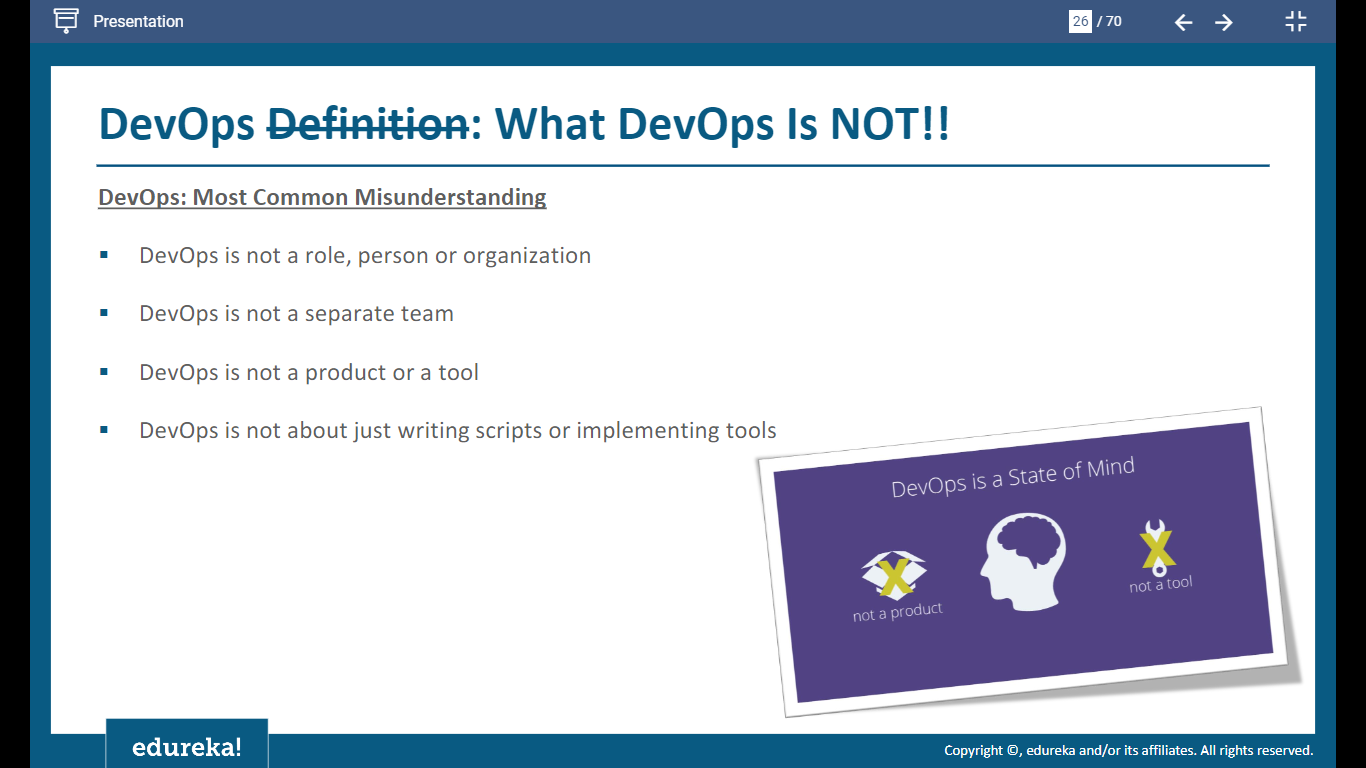 Presentation
26 / 70
DevOps Definition: What DevOps Is NOT!!
DevOps: Most Common Misunderstanding
▪ DevOps is not a role, person or organization
▪ DevOps is not a separate team
▪ DevOps is not a product or a tool
▪ DevOps is not about just writing scripts or implementing tools
DevOps is a State of Mind
not a product
not a tool
edureka!
Copyright ©, edureka and/or its affiliates. All rights reserved.